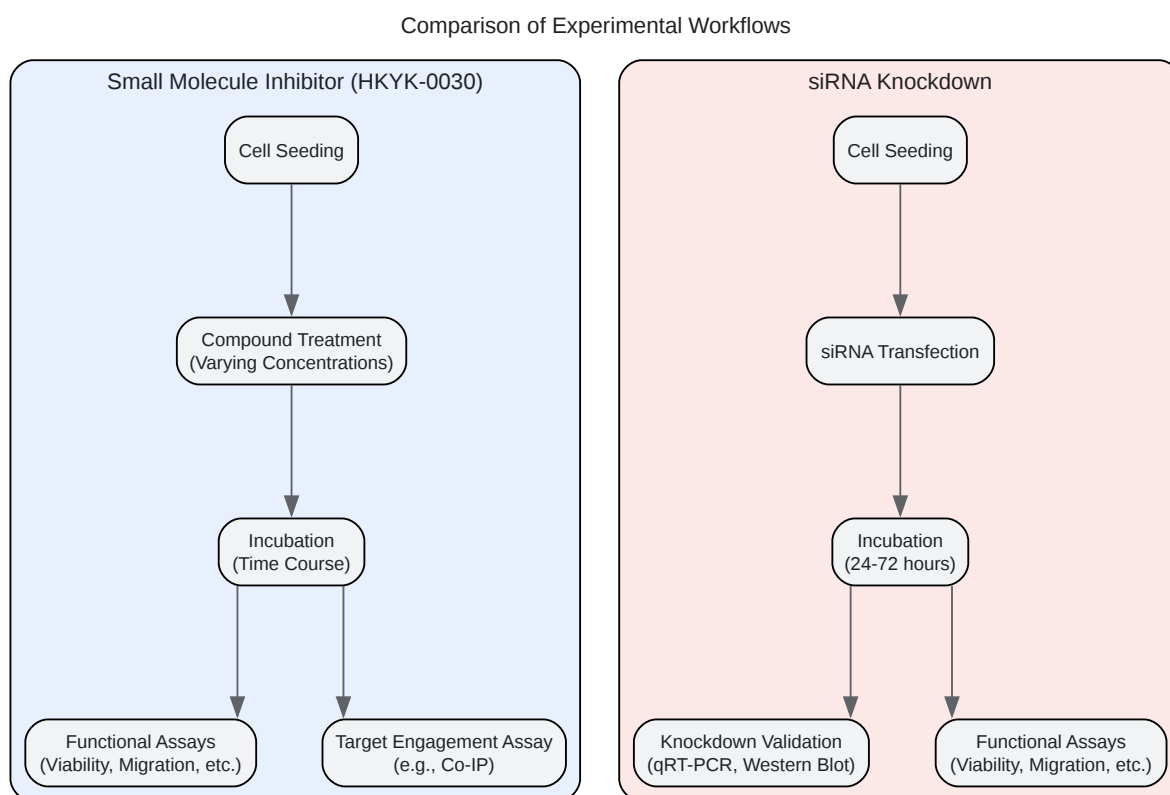 Comparison of Experimental Workflows
Small Molecule Inhibitor (HKYK-0030)
Cell Seeding
Compound Treatment
(Varying Concentrations)
Incubation
(Time Course)
Functional Assays
(Viability, Migration, etc.)
Target Engagement Assay
(e.g., Co-IP)
siRNA Knockdown
Cell Seeding
siRNA Transfection
Incubation
(24-72 hours)
Knockdown Validation
(qRT-PCR, Western Blot)
Functional Assays
(Viability, Migration, etc.)